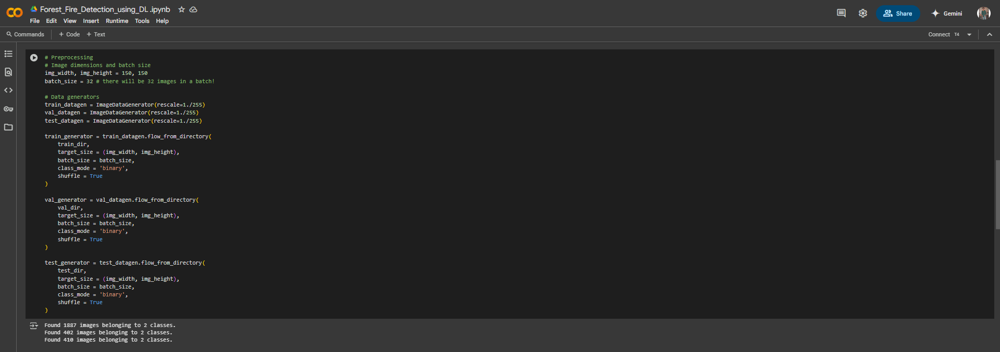 Forest_Fire_Detection_using_DL .ipynb
File Edit View Insert Runtime Tools Help
Share
Gemini
Commands + Code + Text
Connect T4
# Preprocessing
# Image dimensions and batch size
img_width, img_height = 150, 150
batch_size = 32 # there will be 32 images in a batch!
# Data generators
train_datagen = ImageDataGenerator(rescale=1./255)
val_datagen = ImageDataGenerator(rescale=1./255)
test_datagen = ImageDataGenerator(rescale=1./255)
train_generator = train_datagen.flow_from_directory(
    train_dir,
    target_size = (img_width, img_height),
    batch_size = batch_size,
    class_mode = 'binary',
    shuffle = True
)
val_generator = val_datagen.flow_from_directory(
    val_dir,
    target_size = (img_width, img_height),
    batch_size = batch_size,
    class_mode = 'binary',
    shuffle = True
)
test_generator = test_datagen.flow_from_directory(
    test_dir,
    target_size = (img_width, img_height),
    batch_size = batch_size,
    class_mode = 'binary',
    shuffle = True
)
Found 1887 images belonging to 2 classes.
Found 402 images belonging to 2 classes.
Found 410 images belonging to 2 classes.